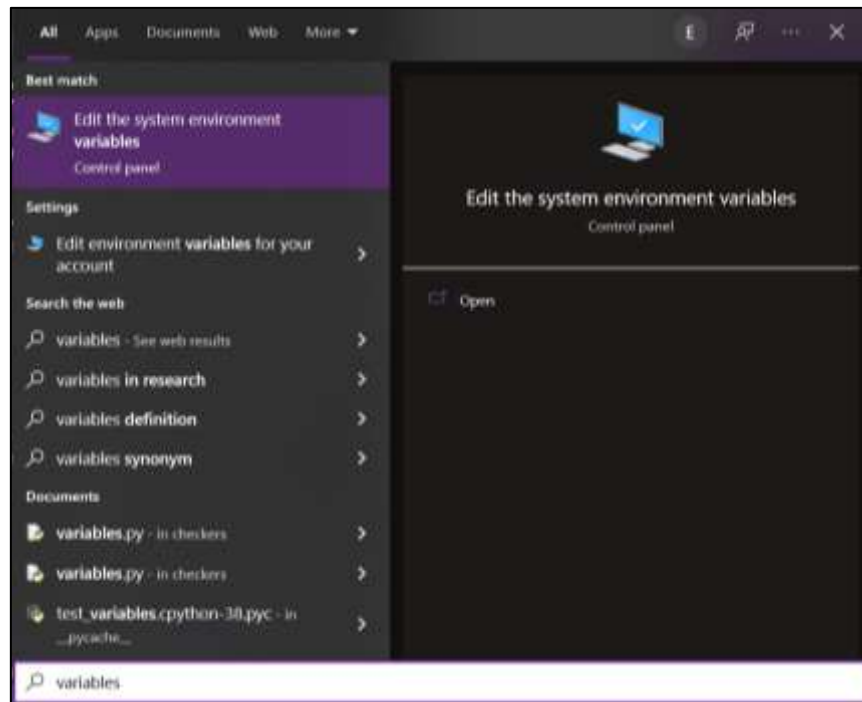 All Apps Documents Web More E
Best match
Edit the system environment
variables
Control panel
Settings
Edit environment variables for your
account
Search the web
variables - See web results
variables in research
variables definition
variables synonym
Documents
variables.py - in checkers
variables.py - in checkers
test_variables.cpython-38.pyc - in
__pycache__
variables
Edit the system environment variables
Control panel
Open